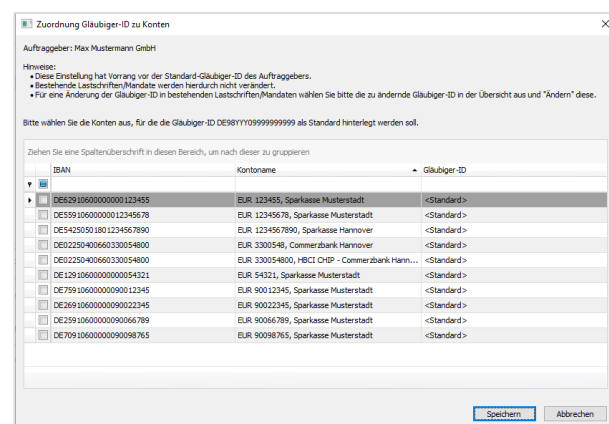 Zuordnung Gläubiger-ID zu Konten
Auftraggeber: Max Mustermann GmbH
Hinweise:
• Diese Einstellung hat Vorrang vor der Standard-Gläubiger-ID des Auftraggebers.
• Bestehende Lastschriften/Mandate werden hierdurch nicht verändert.
• Für eine Änderung der Gläubiger-ID in bestehenden Lastschriften/Mandaten wählen Sie bitte die zu ändernde Gläubiger-ID in der Übersicht aus und "Ändern" diese.
Bitte wählen Sie die Konten aus, für die die Gläubiger-ID DE98YYY09999999999 als Standard hinterlegt werden soll.
Ziehen Sie eine Spaltenüberschrift in diesen Bereich, um nach dieser zu gruppieren
IBAN Kontoname Gläubiger-ID
DE62910600000000123455 EUR 123455, Sparkasse Musterstadt <Standard>
DE55910600000012345678 EUR 12345678, Sparkasse Musterstadt <Standard>
DE54250501801234567890 EUR 1234567890, Sparkasse Hannover <Standard>
DE02250400660330054800 EUR 3300548, Commerzbank Hannover <Standard>
DE02250400660330054800 EUR 330054800, HBCI CHIP - Commerzbank Hann... <Standard>
DE12910600000000054321 EUR 54321, Sparkasse Musterstadt <Standard>
DE75910600000090012345 EUR 90012345, Sparkasse Musterstadt <Standard>
DE26910600000090022345 EUR 90022345, Sparkasse Musterstadt <Standard>
DE25910600000090066789 EUR 90066789, Sparkasse Musterstadt <Standard>
DE70910600000090098765 EUR 90098765, Sparkasse Musterstadt <Standard>
Speichern Abbrechen